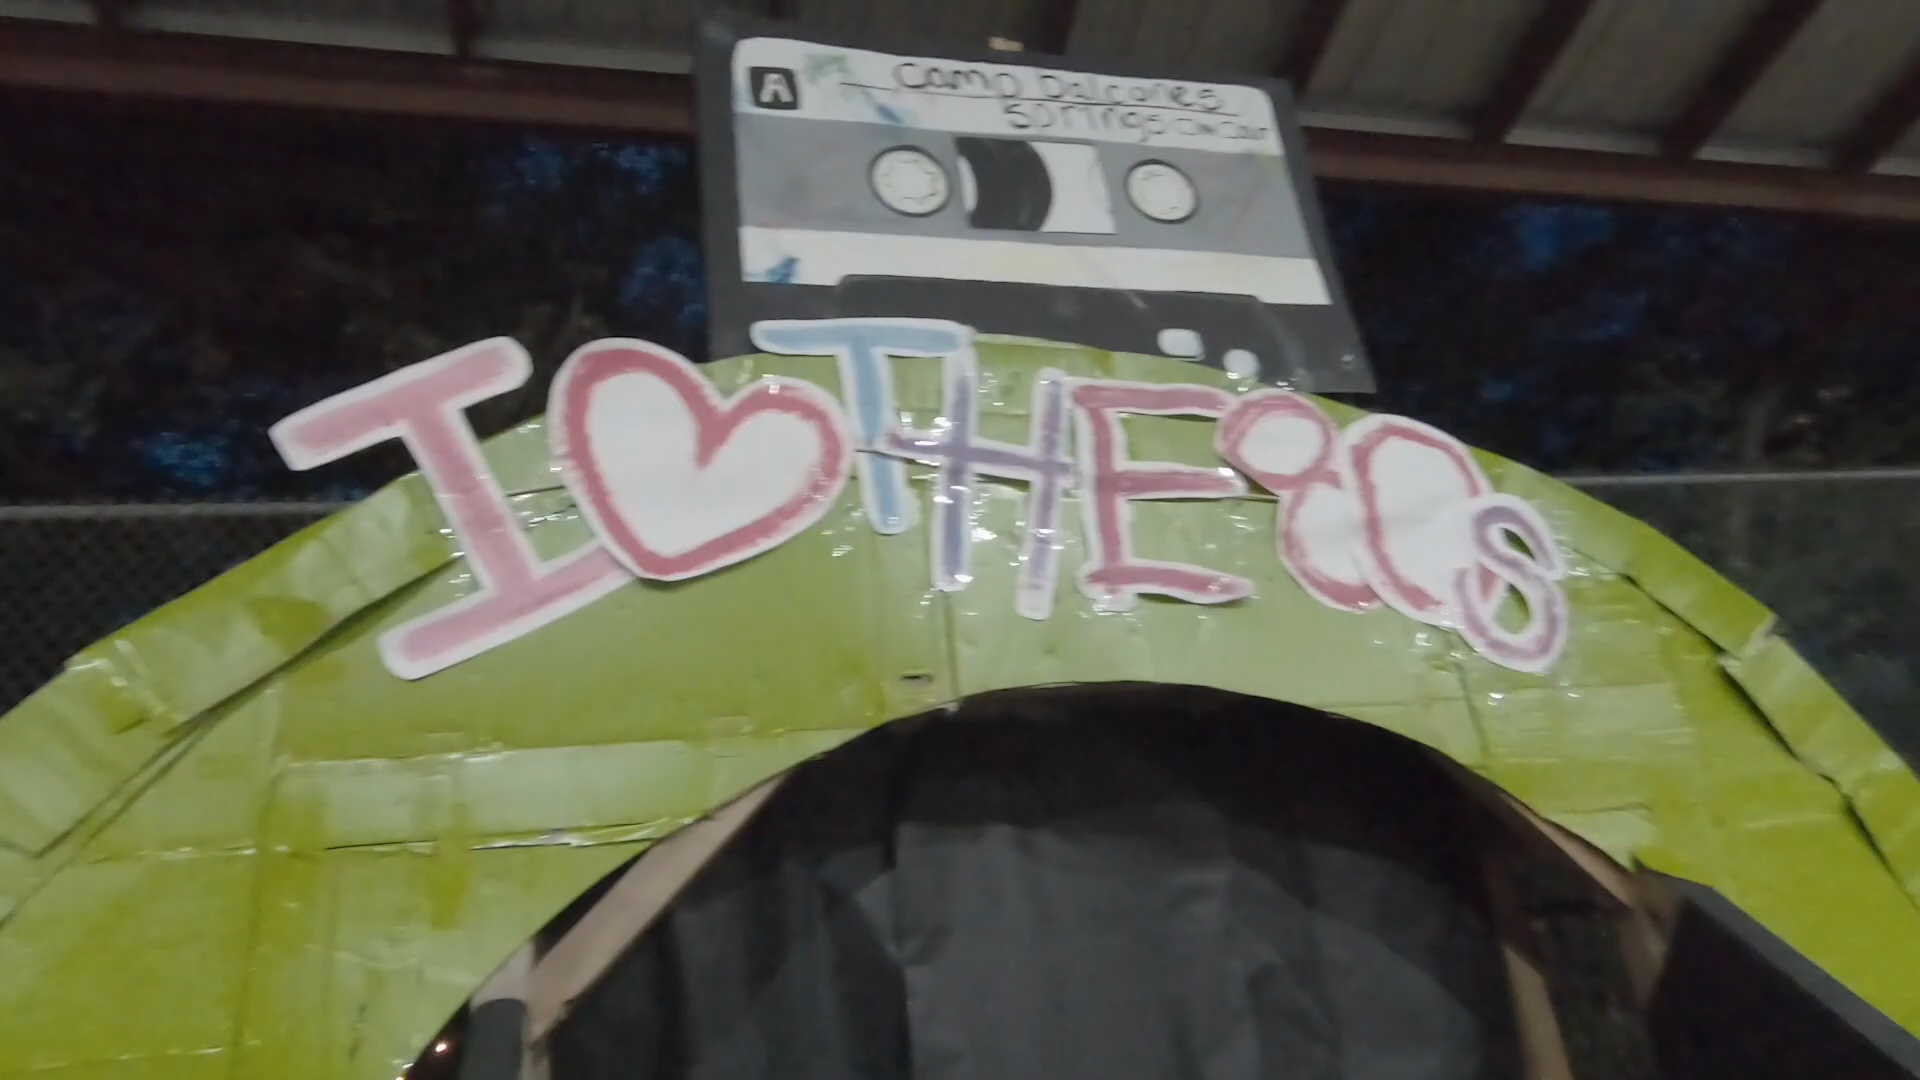 A
Camp Balcones
Springs
I ♡ THE 80s